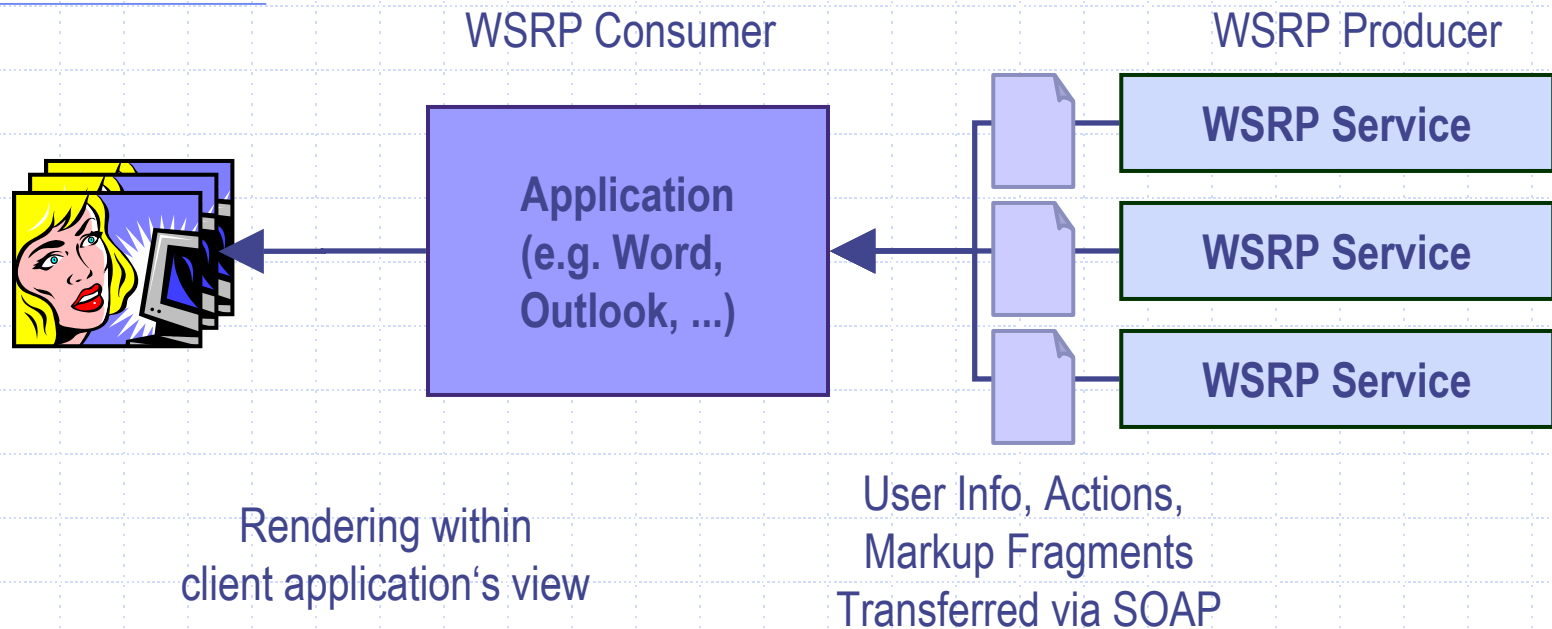 WSRP Consumer
WSRP Producer
Application
(e.g. Word,
Outlook, ...)
WSRP Service
WSRP Service
WSRP Service
Rendering within
client application‘s view
User Info, Actions,
Markup Fragments
Transferred via SOAP